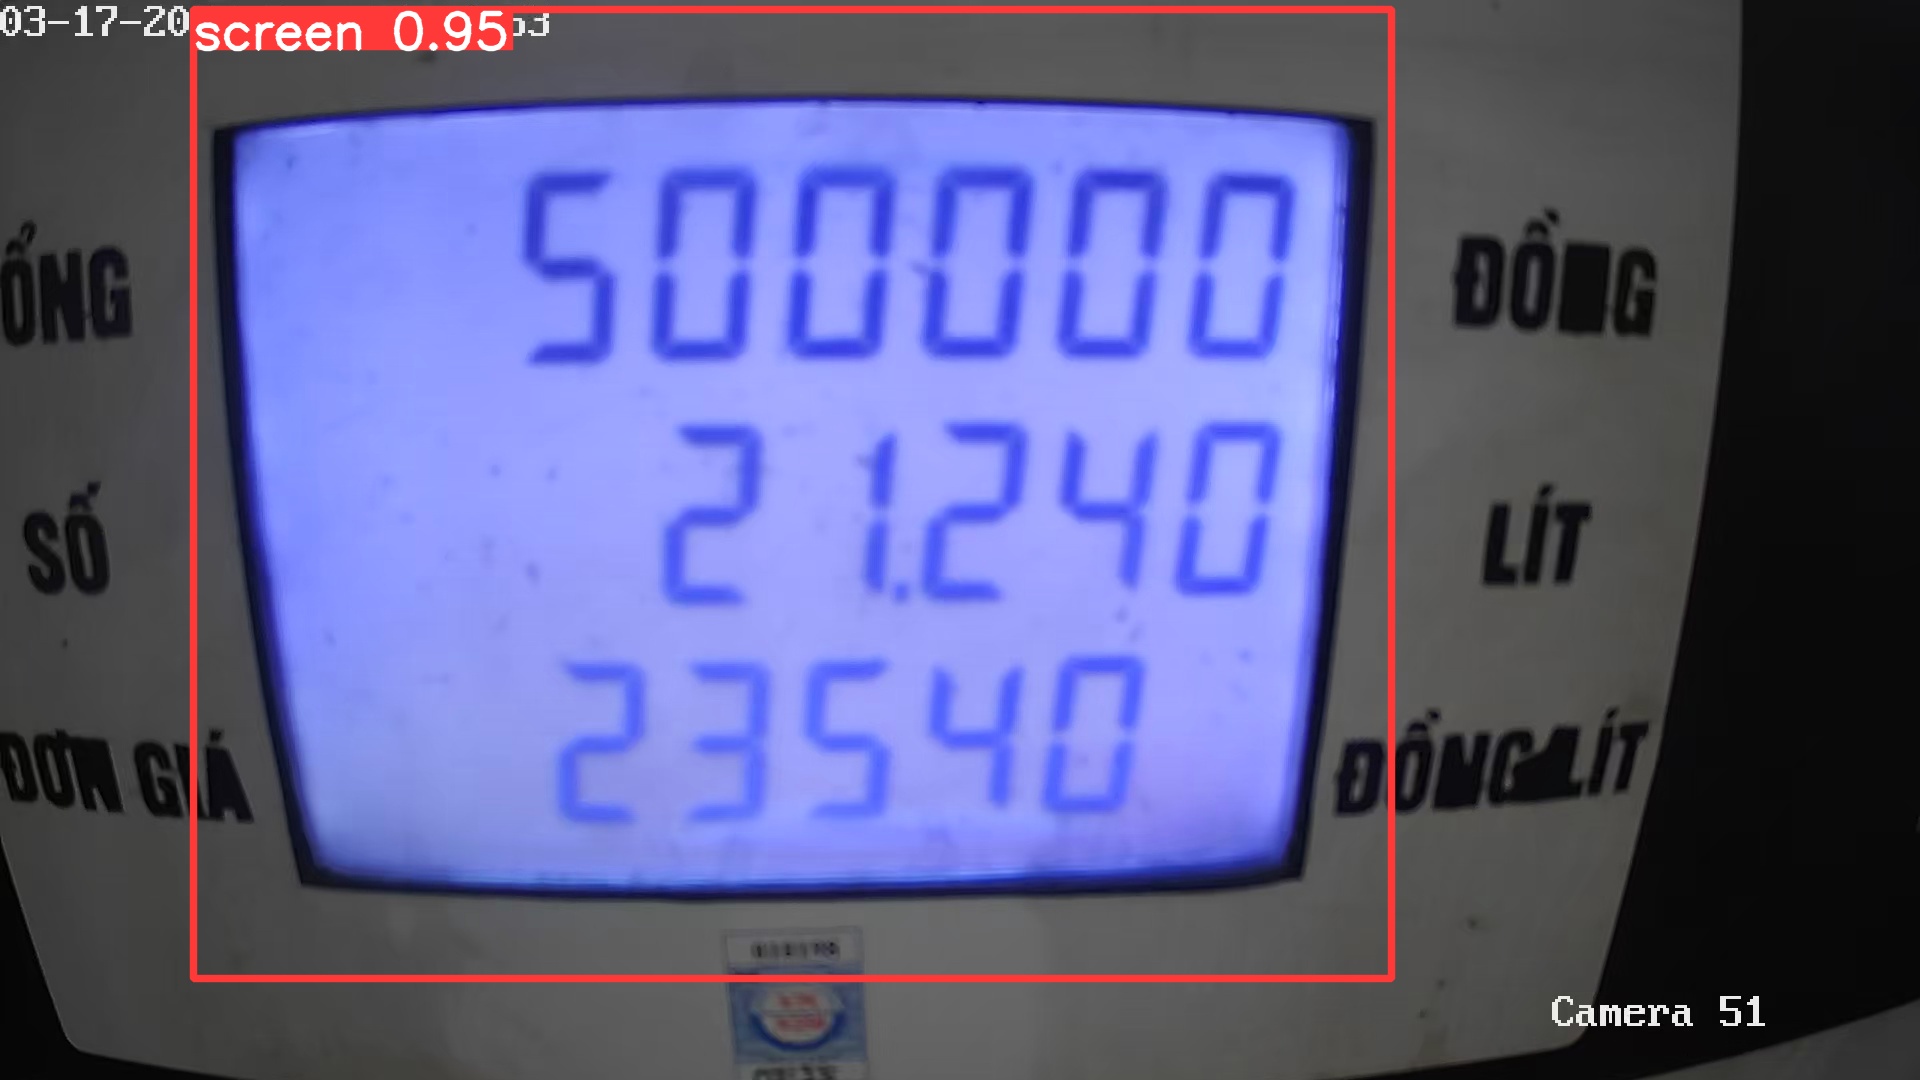 03-17-20
screen 0.95
ỔNG 500000 ĐỒNG
SỐ 21.240 LÍT
ĐƠN GIÁ 23540 ĐỒNG/LÍT
Camera 51